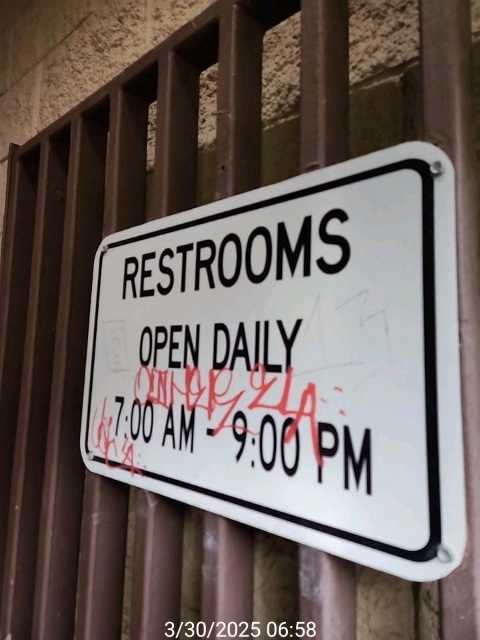 RESTROOMS
OPEN DAILY
7:00 AM - 9:00 PM
3/30/2025 06:58